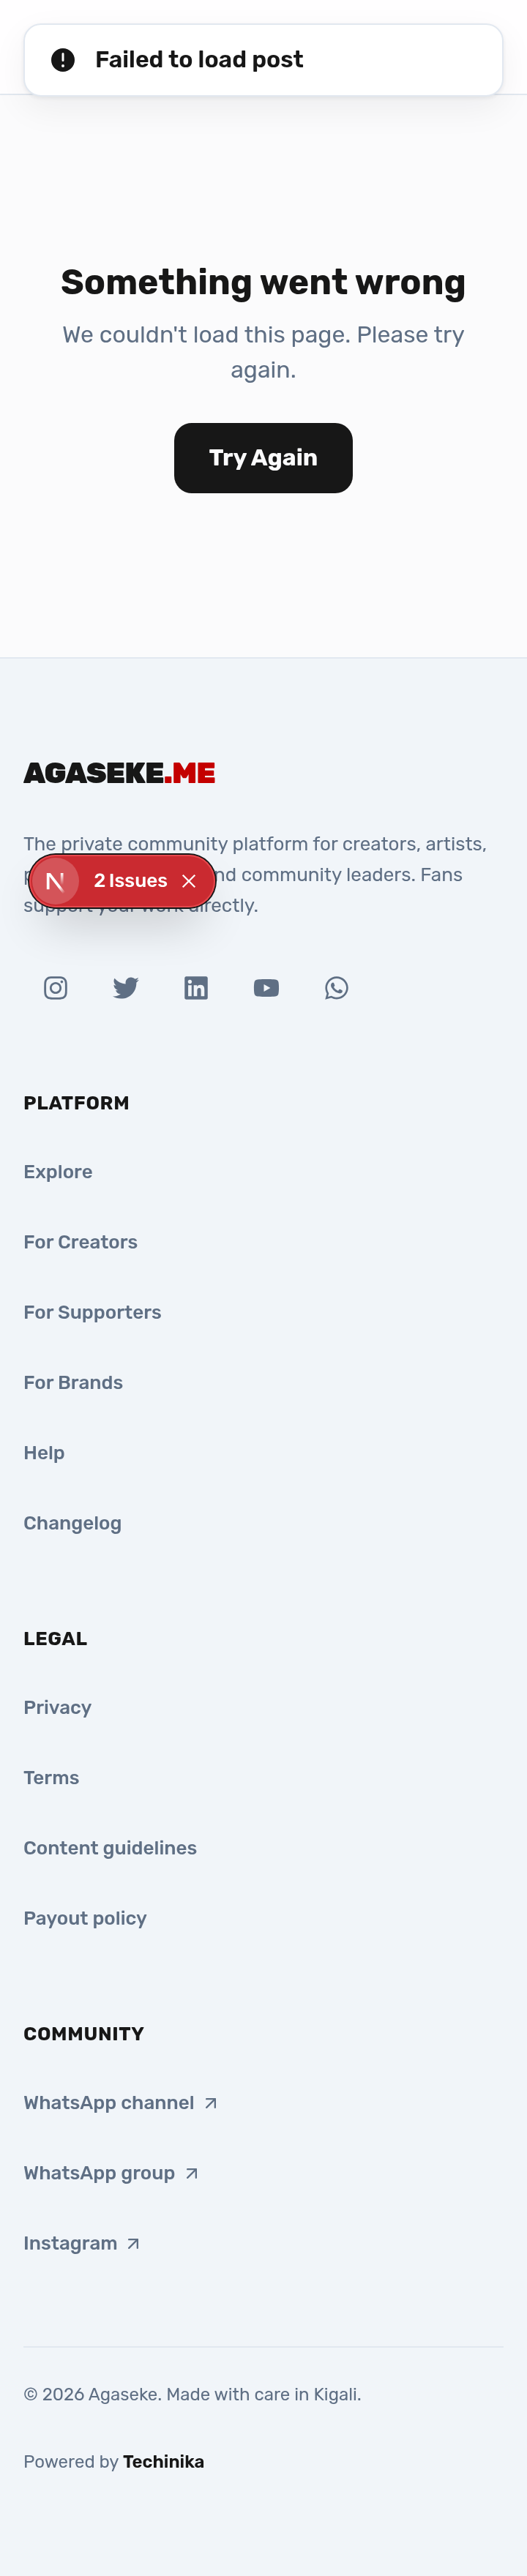 Failed to load post
Something went wrong
We couldn't load this page. Please try
again.
Try Again
AGASEKE.ME
The private community platform for creators, artists,
nd community leaders. Fans
2 Issues
directly.
PLATFORM
Explore
For Creators
For Supporters
For Brands
Help
Changelog
LEGAL
Privacy
Terms
Content guidelines
Payout policy
COMMUNITY
WhatsApp channel
WhatsApp group
Instagram
© 2026 Agaseke. Made with care in Kigali.
Powered by Techinika